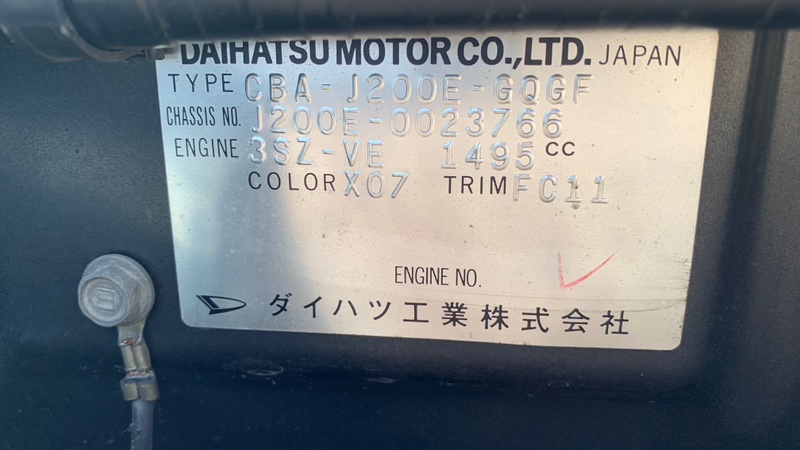 DAIHATSU MOTOR CO.,LTD. JAPAN
TYPE CBA-J200E-GQGF
CHASSIS NO. J200E-0023766
ENGINE 3SZ-VE 1495 CC
COLOR X07 TRIM FC11
ENGINE NO.
ダイハツ工業株式会社